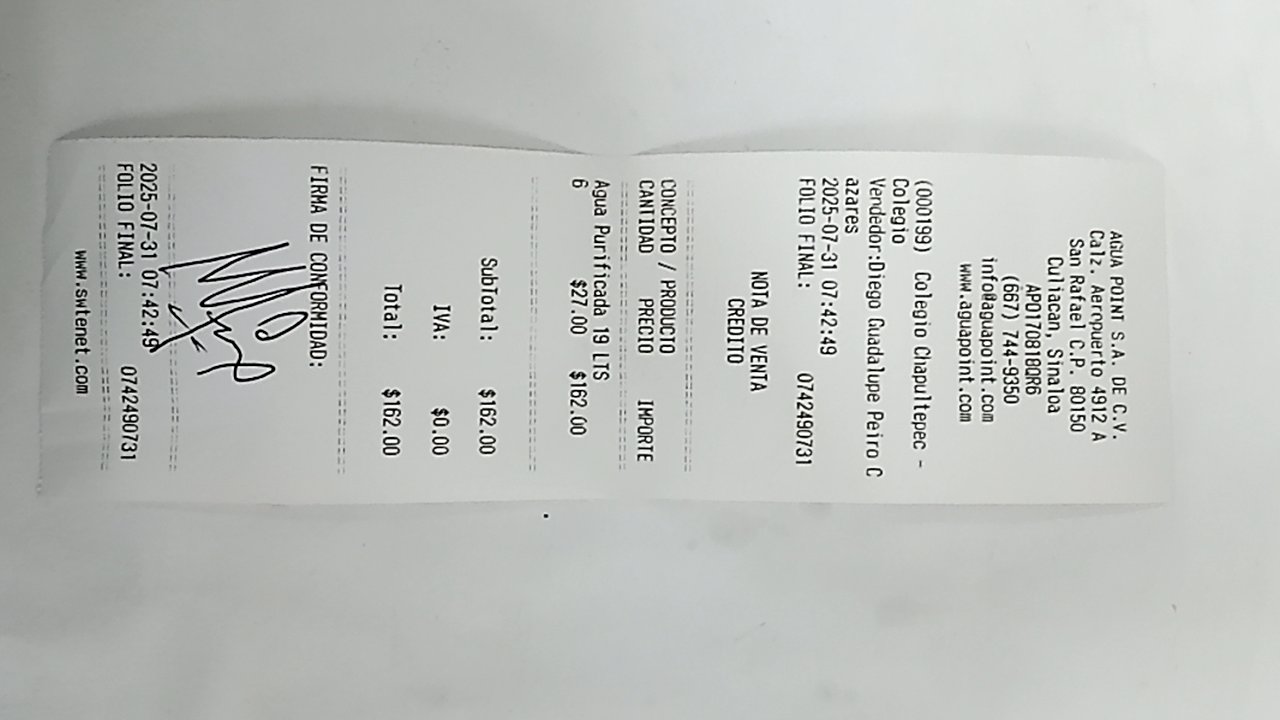 AGUA POINT S.A. DE C.V.
Calz. Aeropuerto 4912 A
San Rafael C.P. 80150
Culiacan, Sinaloa
APO170818QR6
(667) 744-9350
info@aguapoint.com
www.aguapoint.com
(000199) Colegio Chapultepec -
Colegio
Vendedor:Diego Guadalupe Peiro C
azares
2025-07-31 07:42:49
FOLIO FINAL: 0742490731
NOTA DE VENTA
CREDITO
CONCEPTO / PRODUCTO
CANTIDAD PRECIO IMPORTE
Agua Purificada 19 LTS
6 $27.00 $162.00
SubTotal: $162.00
IVA: $0.00
Total: $162.00
FIRMA DE CONFORMIDAD:
2025-07-31 07:42:49
FOLIO FINAL: 0742490731
www.swtenet.com